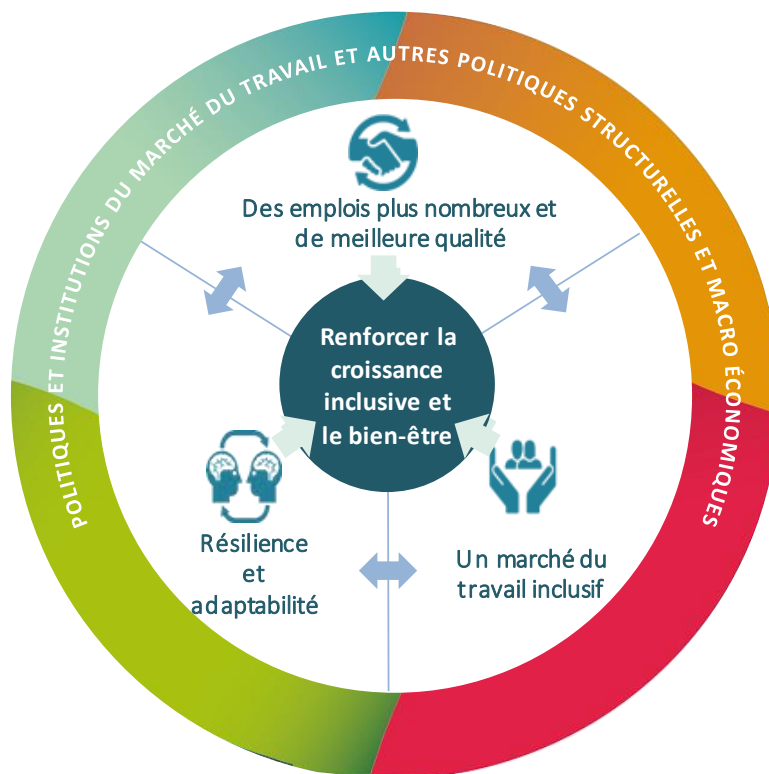 POLITIQUES ET INSTITUTIONS DU MARCHÉ DU TRAVAIL ET AUTRES POLITIQUES STRUCTURELLES ET MACRO ÉCONOMIQUES
Des emplois plus nombreux et
de meilleure qualité
Renforcer la
croissance
inclusive et
le bien-être
Résilience
et
adaptabilité
Un marché du
travail inclusif